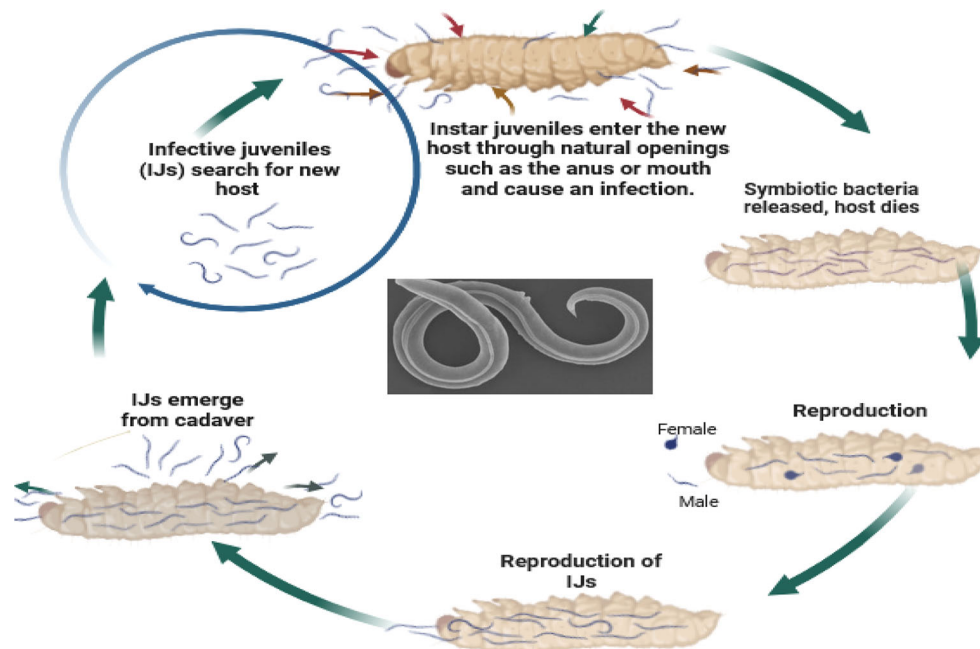 Infective juveniles
(IJs) search for new
host
Instar juveniles enter the new
host through natural openings
such as the anus or mouth
and cause an infection.
Symbiotic bacteria
released, host dies
Reproduction
Female
Male
Reproduction of
IJs
IJs emerge
from cadaver